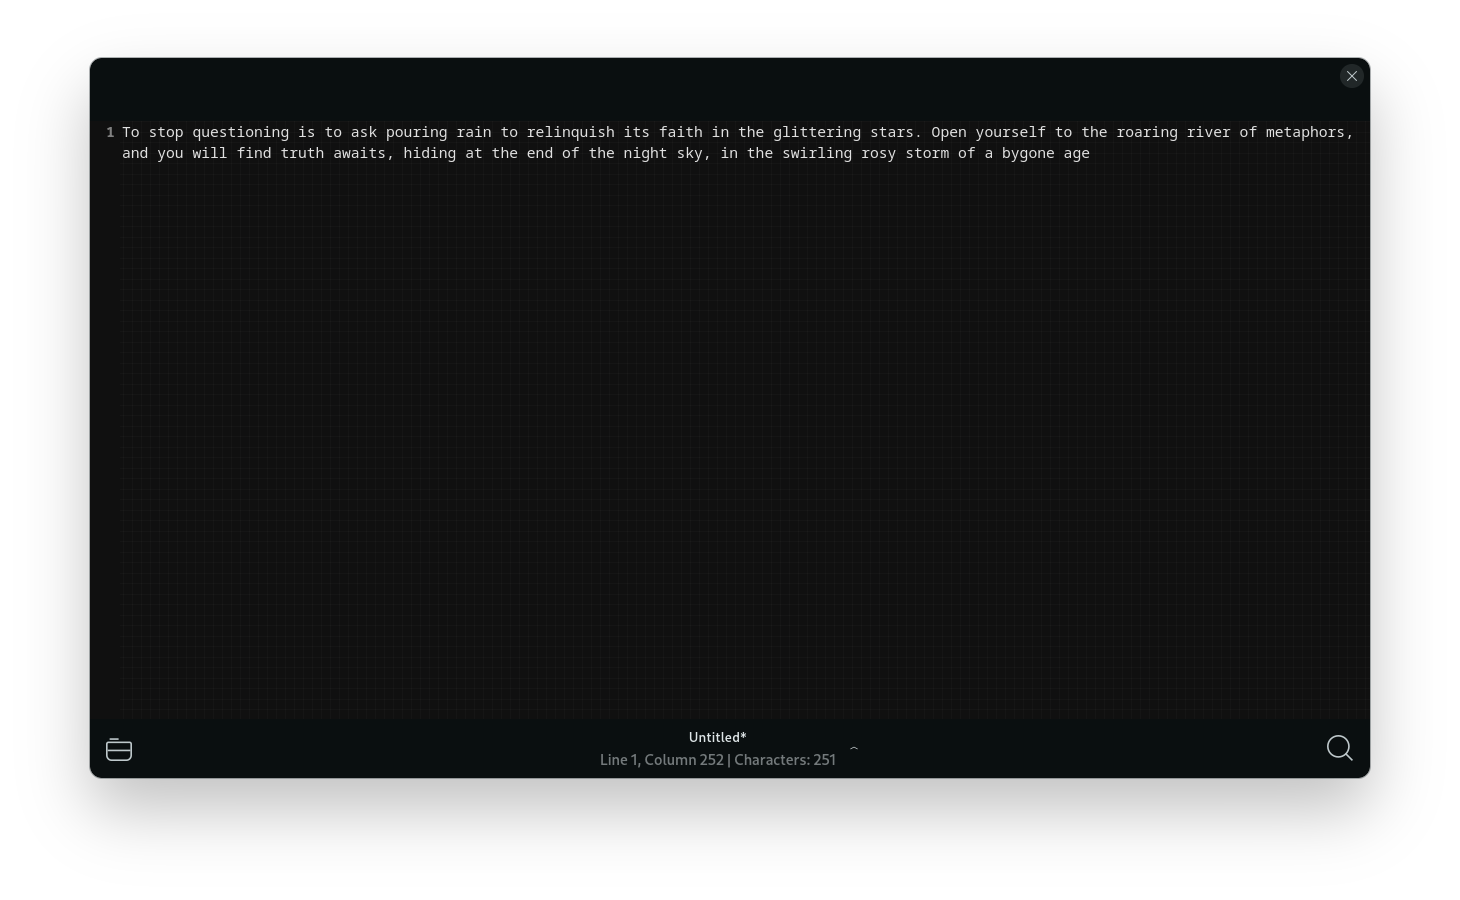 1 To stop questioning is to ask pouring rain to relinquish its faith in the glittering stars. Open yourself to the roaring river of metaphors,
and you will find truth awaits, hiding at the end of the night sky, in the swirling rosy storm of a bygone age
Untitled*
Line 1, Column 252 | Characters: 251